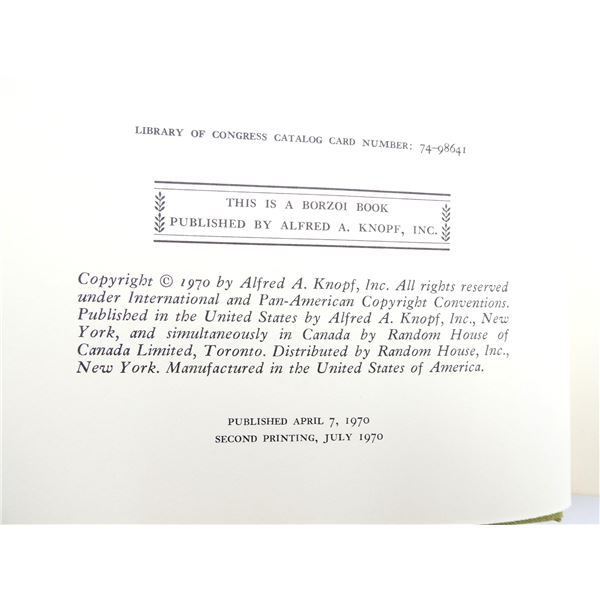 LIBRARY OF CONGRESS CATALOG CARD NUMBER: 74–98641
THIS IS A BORZOI BOOK
PUBLISHED BY ALFRED A. KNOPF, INC.
Copyright © 1970 by Alfred A. Knopf, Inc. All rights reserved
under International and Pan-American Copyright Conventions.
Published in the United States by Alfred A. Knopf, Inc., New
York, and simultaneously in Canada by Random House of
Canada Limited, Toronto. Distributed by Random House, Inc.,
New York. Manufactured in the United States of America.
PUBLISHED APRIL 7, 1970
SECOND PRINTING, JULY 1970